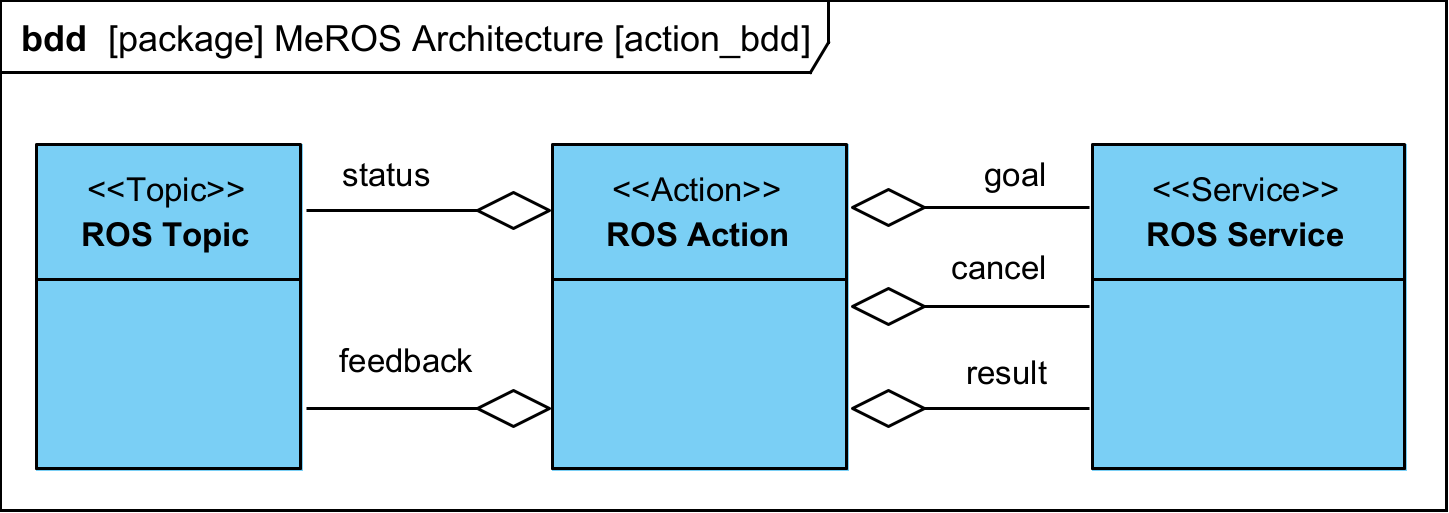 bdd [package] MeROS Architecture [action_bdd]
<<Topic>>
ROS Topic
status
feedback
<<Action>>
ROS Action
goal
cancel
result
<<Service>>
ROS Service